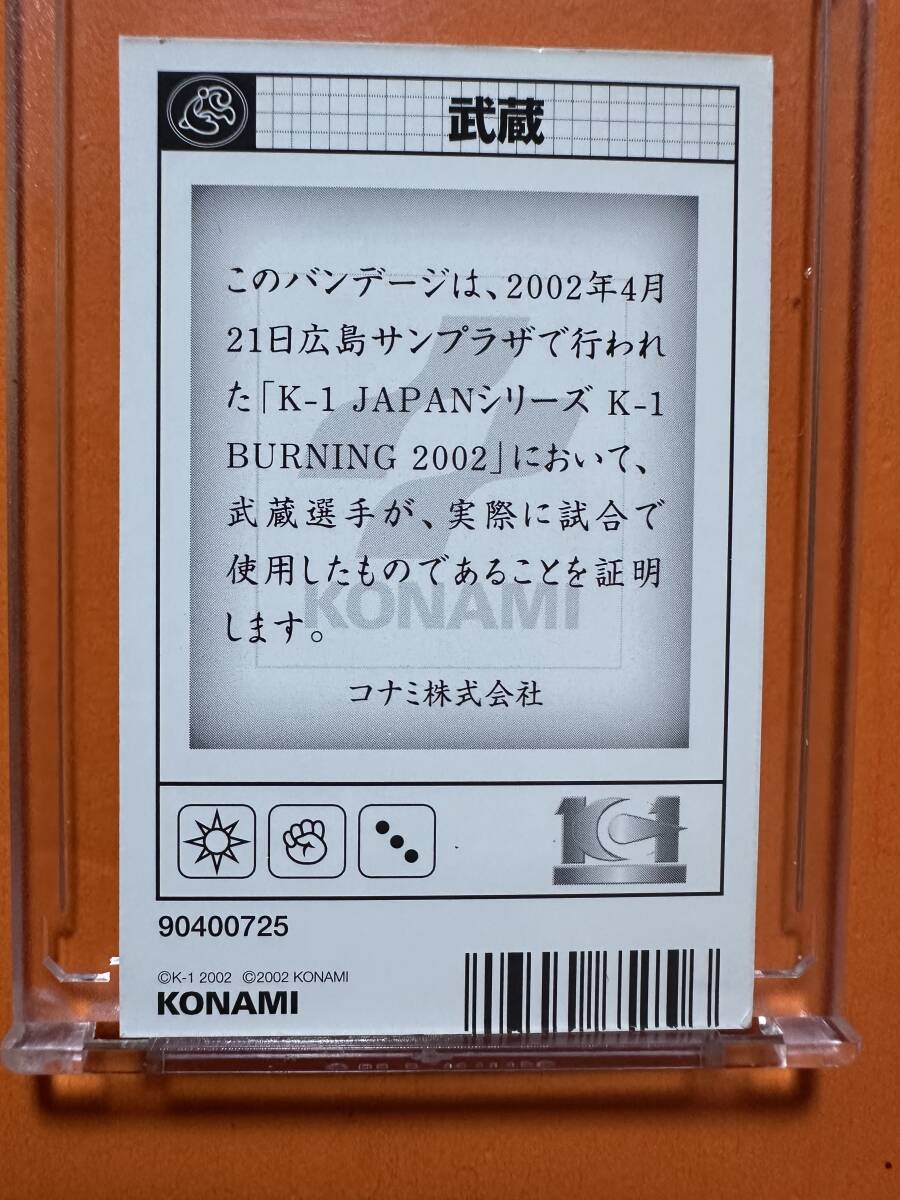 武蔵
このバンデージは、2002年4月
21日広島サンプラザで行われ
た「K-1 JAPANシリーズ K-1
BURNING 2002」において、
武蔵選手が、実際に試合で
使用したものであることを証明
します。
KONAMI
コナミ株式会社
K-1
90400725
©K-1 2002 ©2002 KONAMI
KONAMI